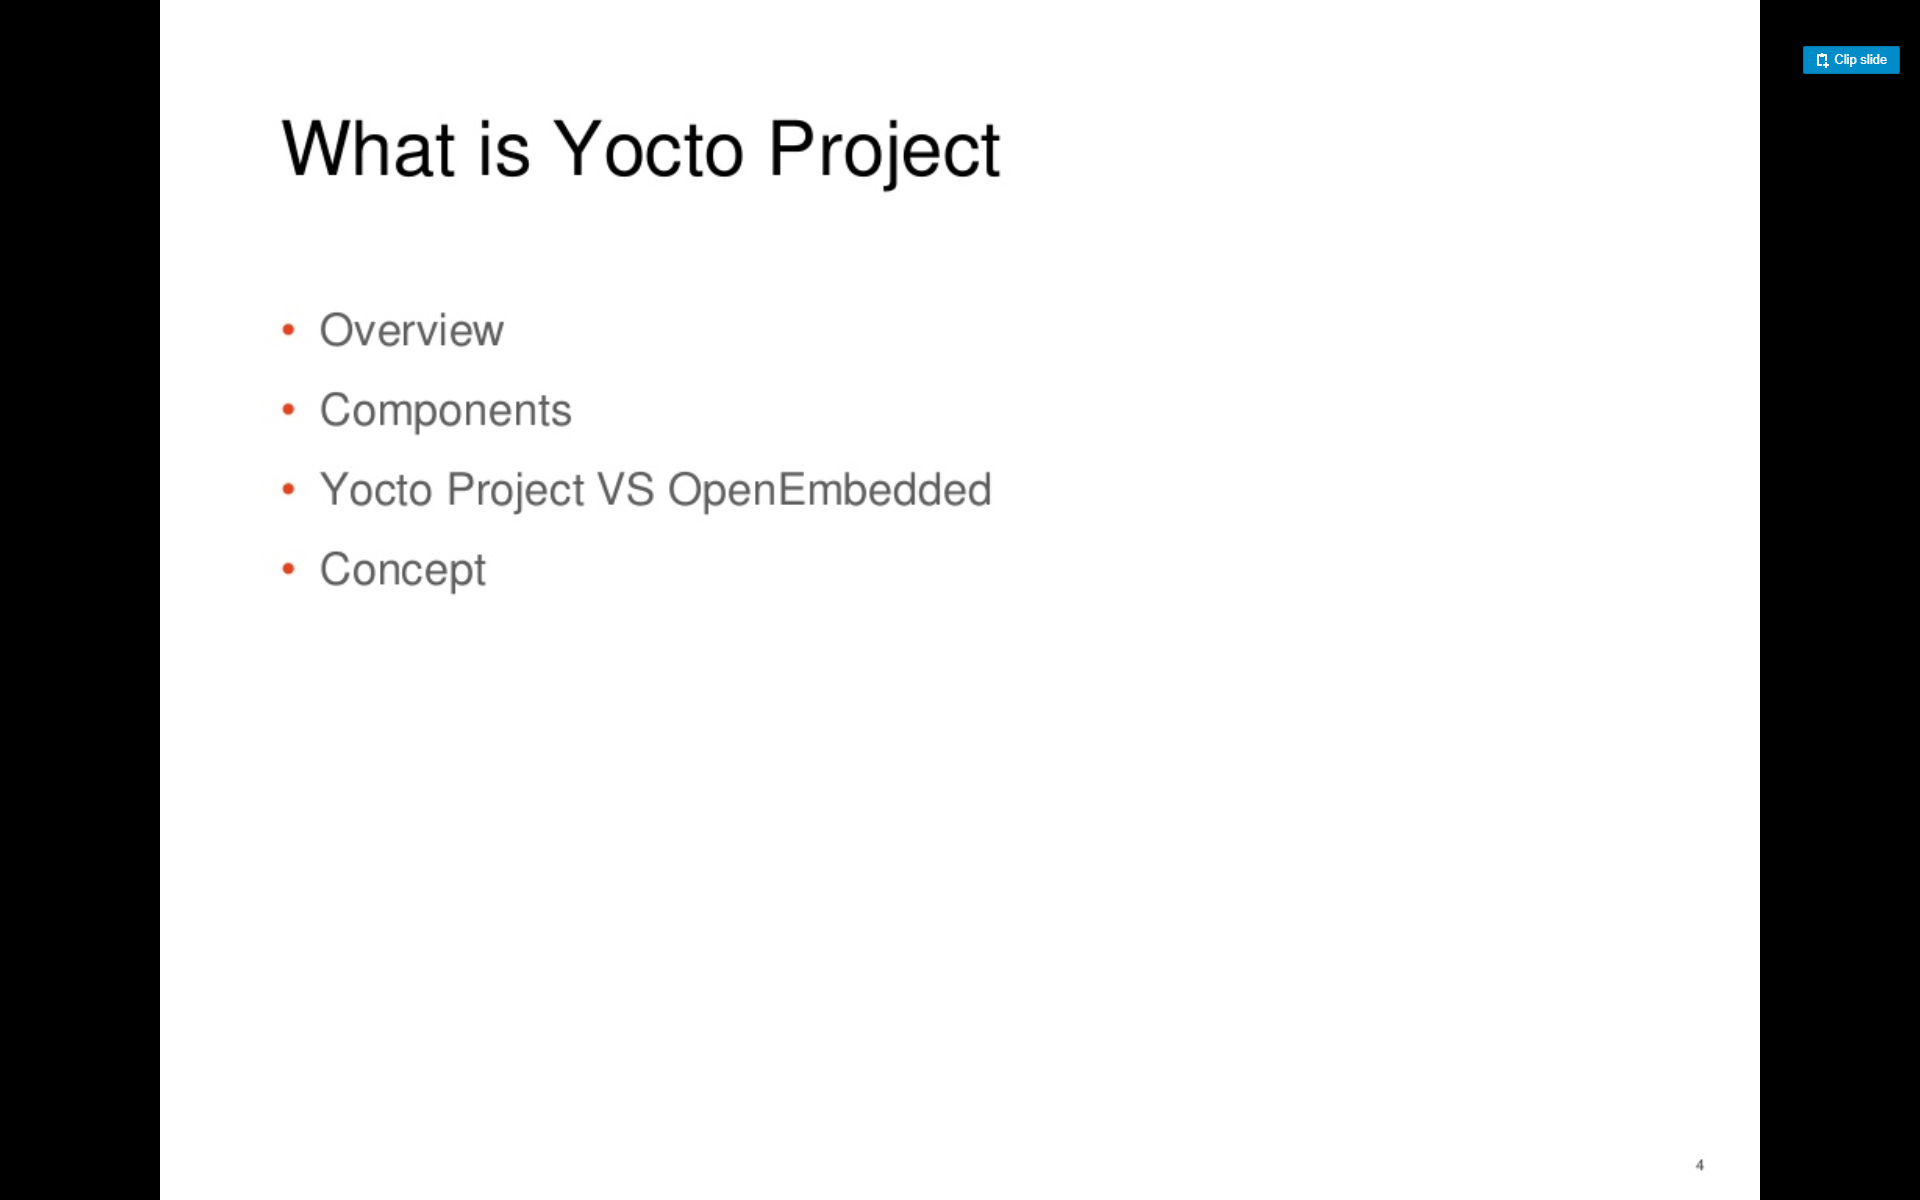 Clip slide
What is Yocto Project
• Overview
• Components
• Yocto Project VS OpenEmbedded
• Concept
4